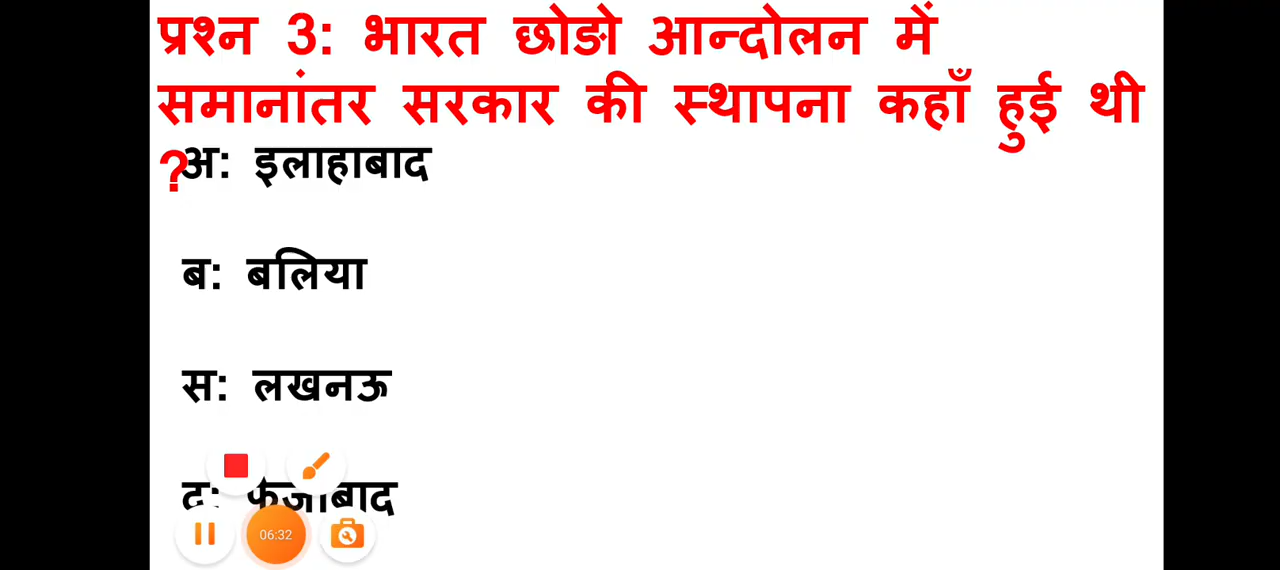 प्रश्न 3: भारत छोङो आन्दोलन में
समानांतर सरकार की स्थापना कहाँ हुई थी
?
अ: इलाहाबाद
ब: बलिया
स: लखनऊ
द: फैजाबाद
06:32